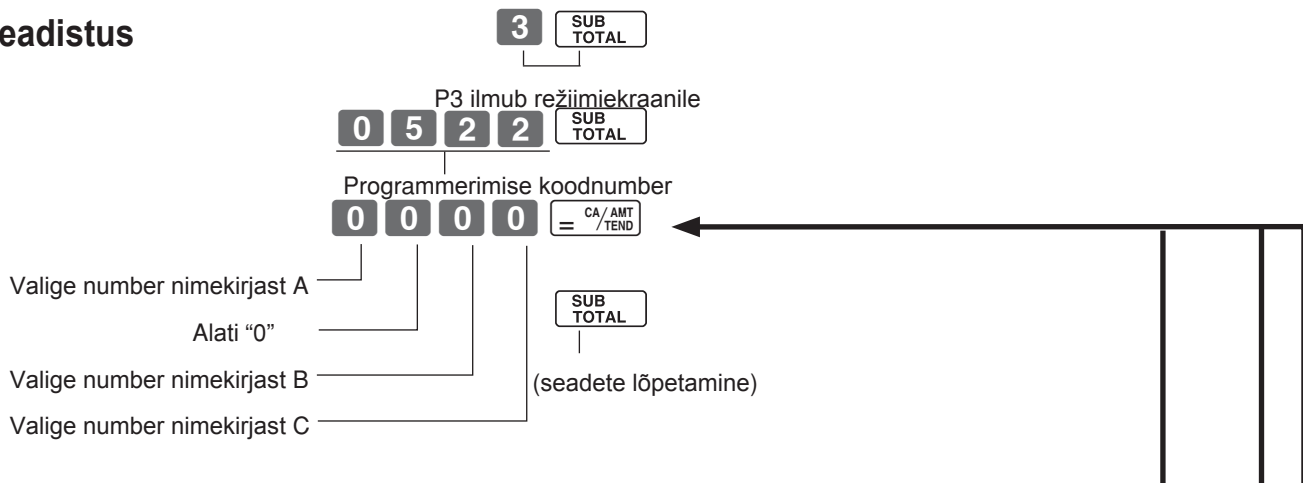 eadistus
3 SUB TOTAL
P3 ilmub režiimiekraanile
0 5 2 2 SUB TOTAL
Programmerimise koodnumber
0 0 0 0 = CA/AMT/TEND
Valige number nimekirjast A
SUB TOTAL
Alati “0”
Valige number nimekirjast B
(seadete lõpetamine)
Valige number nimekirjast C